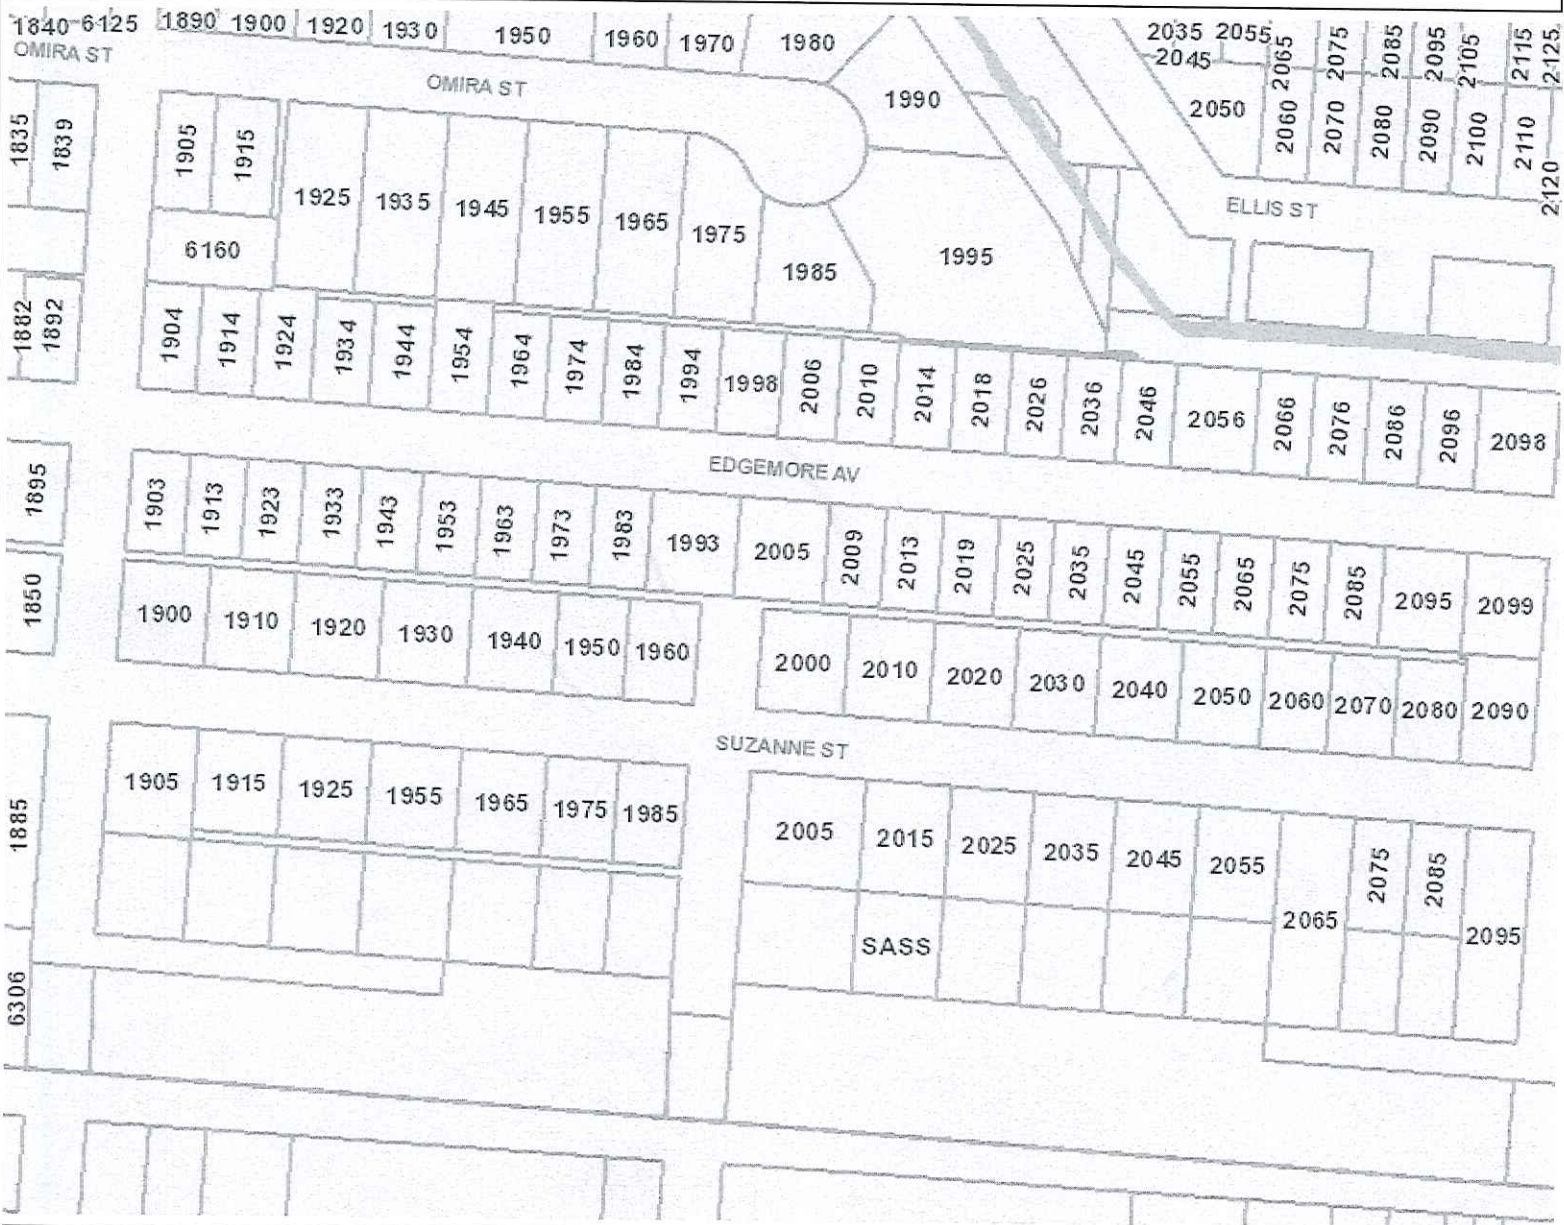 1840 6125 1890 1900 1920 1930 1950 1960 1970 1980 2035 2055 2065 2075 2085 2095 2105 2115 2125
OMIRA ST
2045
OMIRA ST
1990
2050 2060 2070 2080 2090 2100 2110 2120
1835 1839 1905 1915
1925 1935 1945 1955 1965 1975
ELLIS ST
6160
1985
1995
1882 1892 1904 1914 1924 1934 1944 1954 1964 1974 1984 1994 1998 2006 2010 2014 2018 2026 2036 2046 2056 2066 2076 2086 2096 2098
EDGEMORE AV
1895 1903 1913 1923 1933 1943 1953 1963 1973 1983 1993 2005 2009 2013 2019 2025 2035 2045 2055 2065 2075 2085 2095 2099
1850 1900 1910 1920 1930 1940 1950 1960 2000 2010 2020 2030 2040 2050 2060 2070 2080 2090
SUZANNE ST
1885 1905 1915 1925 1955 1965 1975 1985 2005 2015 2025 2035 2045 2055 2065 2075 2085 2095
SASS
6306